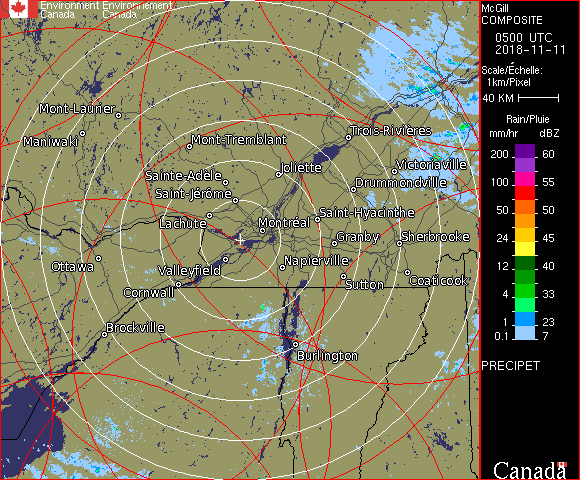 Environment Environnement
Canada Canada
McGill
COMPOSITE
0500 UTC
2018-11-11
Scale/Échelle:
1km/Pixel
40 KM
Rain/Pluie
mm/hr dBZ
200 60
100 55
50 50
24 45
12 40
4 33
1 23
0.1 7
PRECIPET
Canada
Mont-Laurier
Maniwaki
Mont-Tremblant
Trois-Rivières
Sainte-Adèle
Joliette
Victoriaville
Saint-Jérôme
Drummondville
Lachute
Saint-Hyacinthe
Montréal
Granby
Sherbrooke
Ottawa
Valleyfield
Napierville
Cornwall
Sutton
Coaticook
Brockville
Burlington